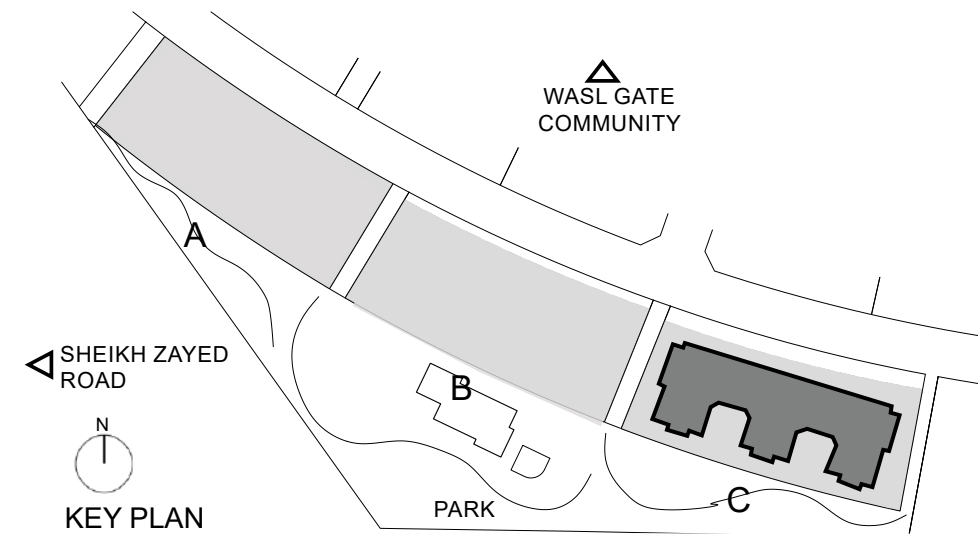 WASL GATE
COMMUNITY
A
SHEIKH ZAYED
ROAD
B
N
C
PARK
KEY PLAN